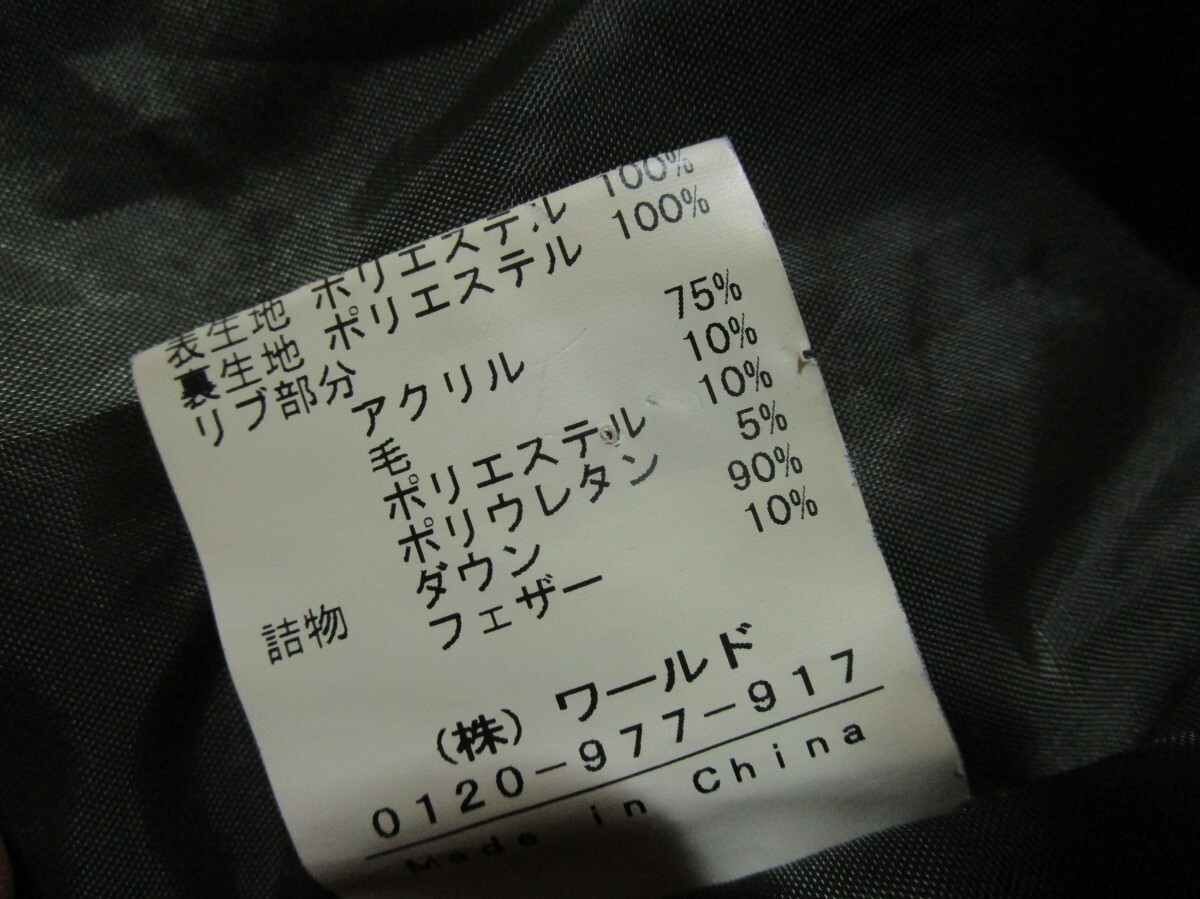 表生地 ポリエステル 100%
裏生地 ポリエステル 100%
リブ部分
アクリル 75%
毛 10%
ポリエステル 10%
ポリウレタン 5%
詰物 ダウン 90%
フェザー 10%
(株) ワールド
0120-977-917
Made in China